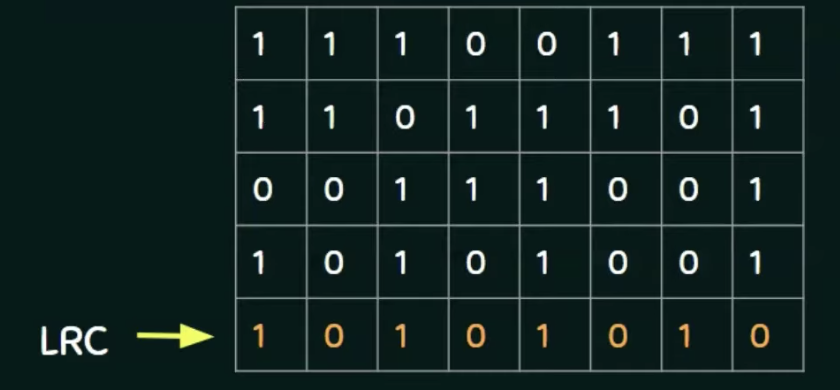 1 1 1 0 0 1 1 1
1 1 0 1 1 1 0 1
0 0 1 1 1 0 0 1
1 0 1 0 1 0 0 1
LRC 1 0 1 0 1 0 1 0